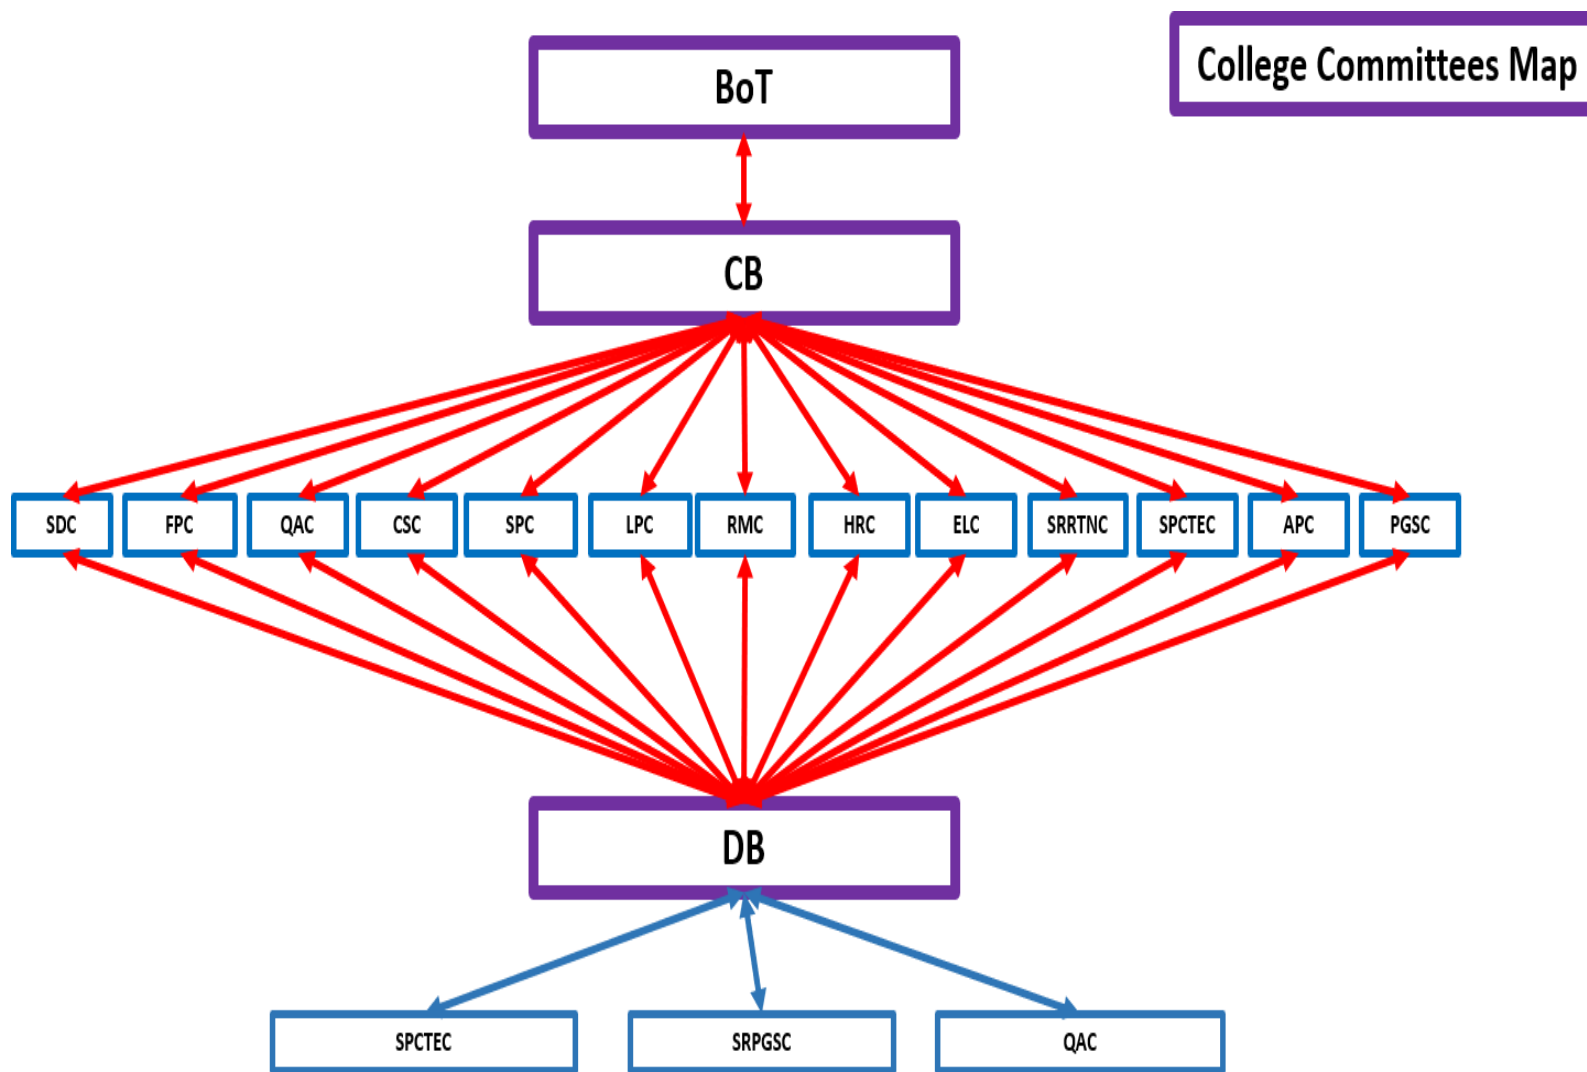 College Committees Map
BoT
CB
SDC
FPC
QAC
CSC
SPC
LPC
RMC
HRC
ELC
SRRTNC
SPCTEC
APC
PGSC
DB
SPCTEC
SRPGSC
QAC